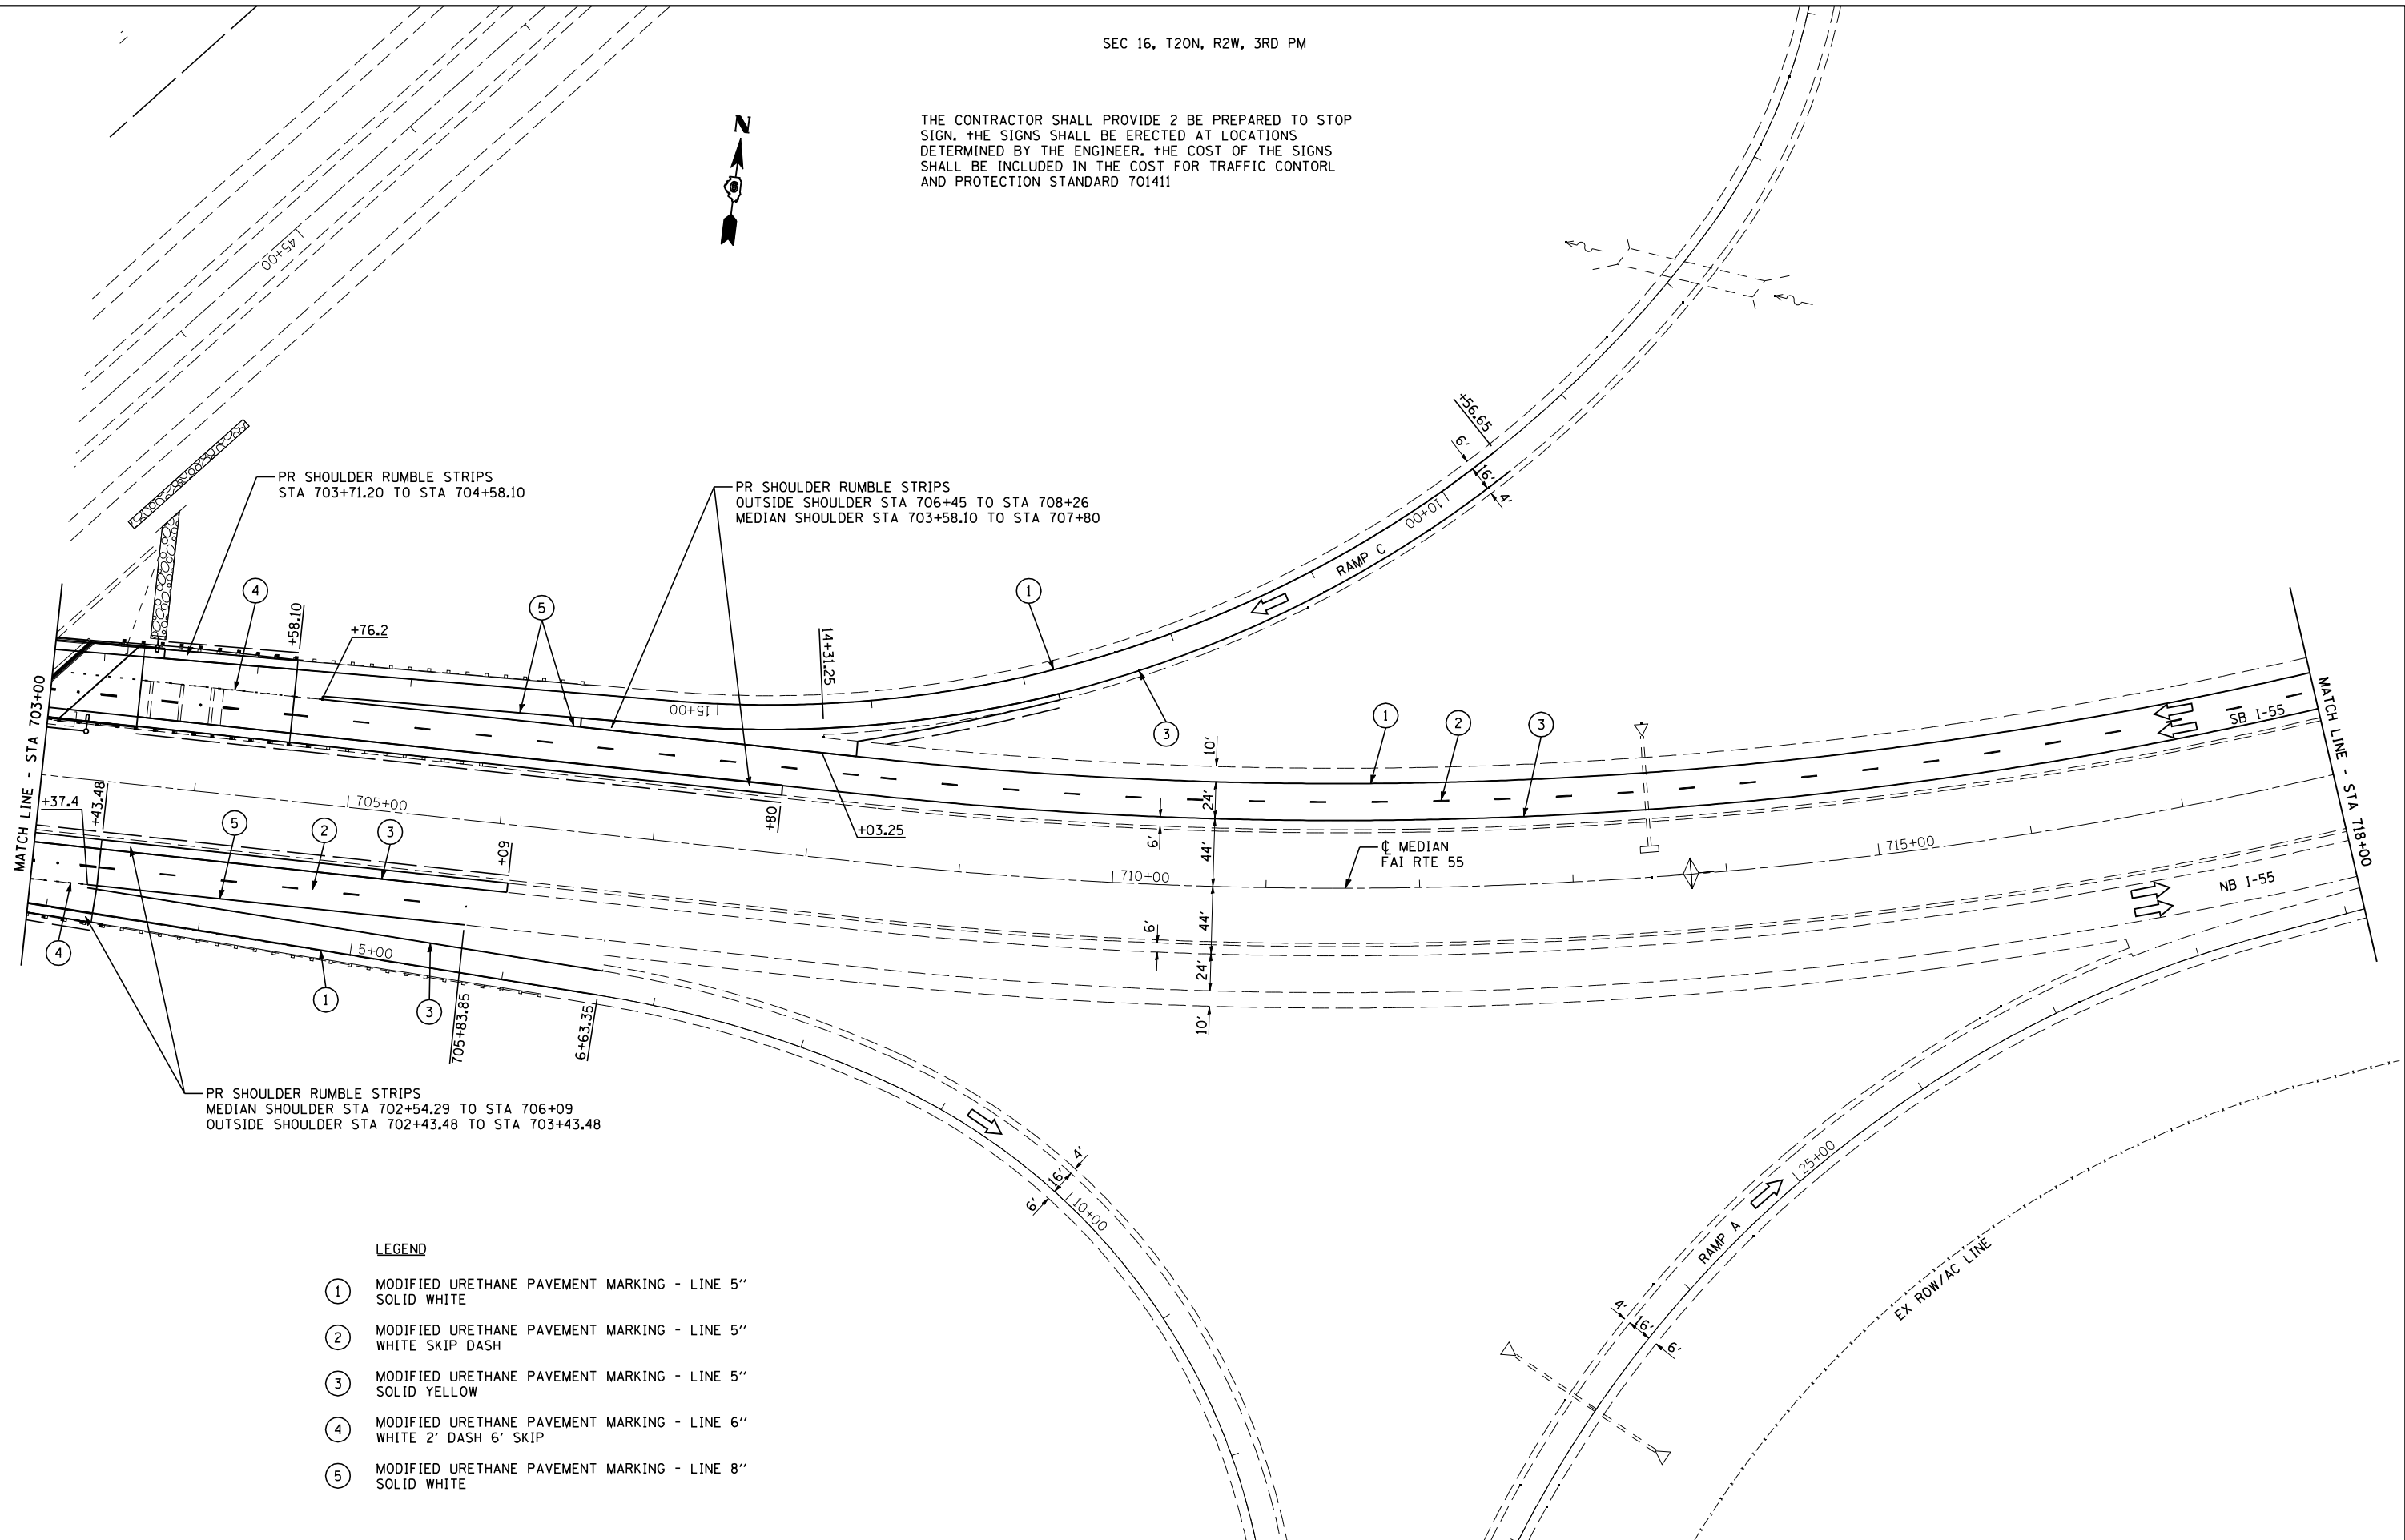 SEC 16, T20N, R2W, 3RD PM
N
6
THE CONTRACTOR SHALL PROVIDE 2 BE PREPARED TO STOP
SIGN. tHE SIGNS SHALL BE ERECTED AT LOCATIONS
DETERMINED BY THE ENGINEER. tHE COST OF THE SIGNS
SHALL BE INCLUDED IN THE COST FOR TRAFFIC CONTORL
AND PROTECTION STANDARD 701411
45+00
+56.65
6'
16'
4'
10+00
RAMP C
PR SHOULDER RUMBLE STRIPS
STA 703+71.20 TO STA 704+58.10
PR SHOULDER RUMBLE STRIPS
OUTSIDE SHOULDER STA 706+45 TO STA 708+26
MEDIAN SHOULDER STA 703+58.10 TO STA 707+80
4
+58.10
+76.2
5
14+31.25
1
3
15+00
MATCH LINE - STA 703+00
+37.4
+43.48
705+00
+80
+03.25
10'
24'
6'
44'
1
2
3
SB I-55
MATCH LINE - STA 718+00
5
2
3
+09
710+00
℄ MEDIAN
FAI RTE 55
715+00
NB I-55
44'
6'
24'
10'
4
5+00
1
3
705+83.85
6+63.35
PR SHOULDER RUMBLE STRIPS
MEDIAN SHOULDER STA 702+54.29 TO STA 706+09
OUTSIDE SHOULDER STA 702+43.48 TO STA 703+43.48
4'
16'
6'
10+00
25+00
RAMP A
4'
16'
6'
EX ROW/AC LINE
LEGEND
1 MODIFIED URETHANE PAVEMENT MARKING - LINE 5''
SOLID WHITE
2 MODIFIED URETHANE PAVEMENT MARKING - LINE 5''
WHITE SKIP DASH
3 MODIFIED URETHANE PAVEMENT MARKING - LINE 5''
SOLID YELLOW
4 MODIFIED URETHANE PAVEMENT MARKING - LINE 6''
WHITE 2' DASH 6' SKIP
5 MODIFIED URETHANE PAVEMENT MARKING - LINE 8''
SOLID WHITE